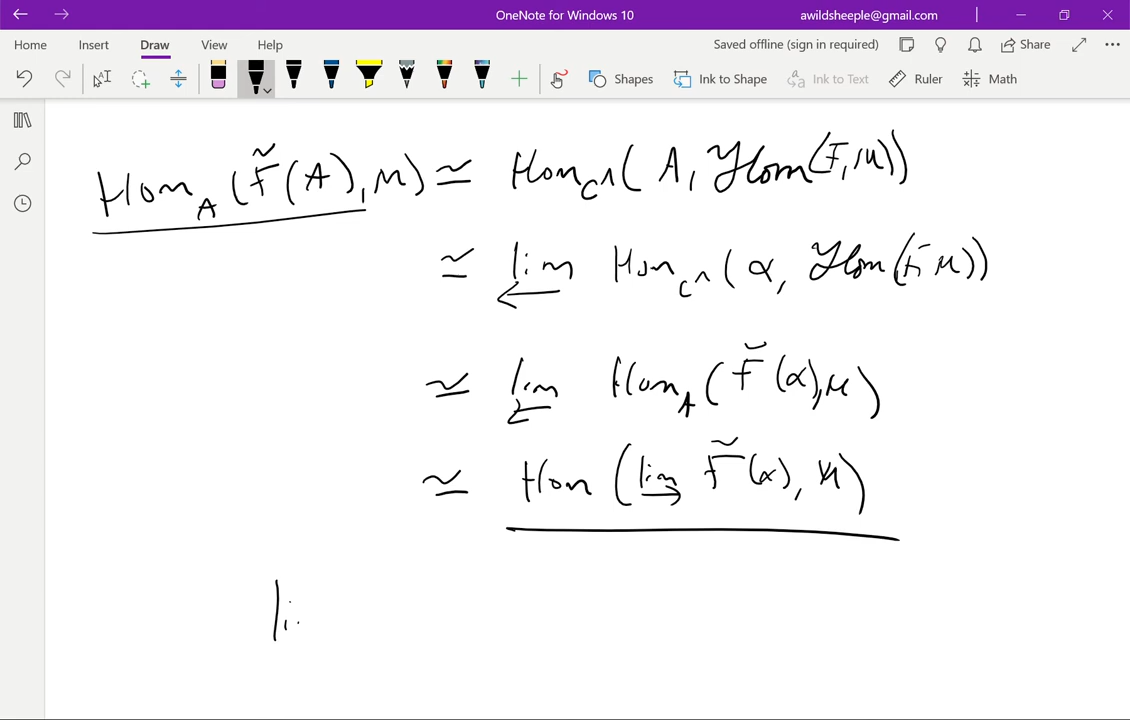 OneNote for Windows 10
awildsheeple@gmail.com
Home Insert Draw View Help
Saved offline (sign in required) Share
Shapes Ink to Shape Ink to Text Ruler Math
Hom_A(F̃(A), M) ≅ Hom_C^(A, Hom(F, M))
≅ lim Hom_C^(α, Hom(F, M))
≅ lim Hom_A(F̃(α), M)
≅ Hom(lim F̃(α), M)
li